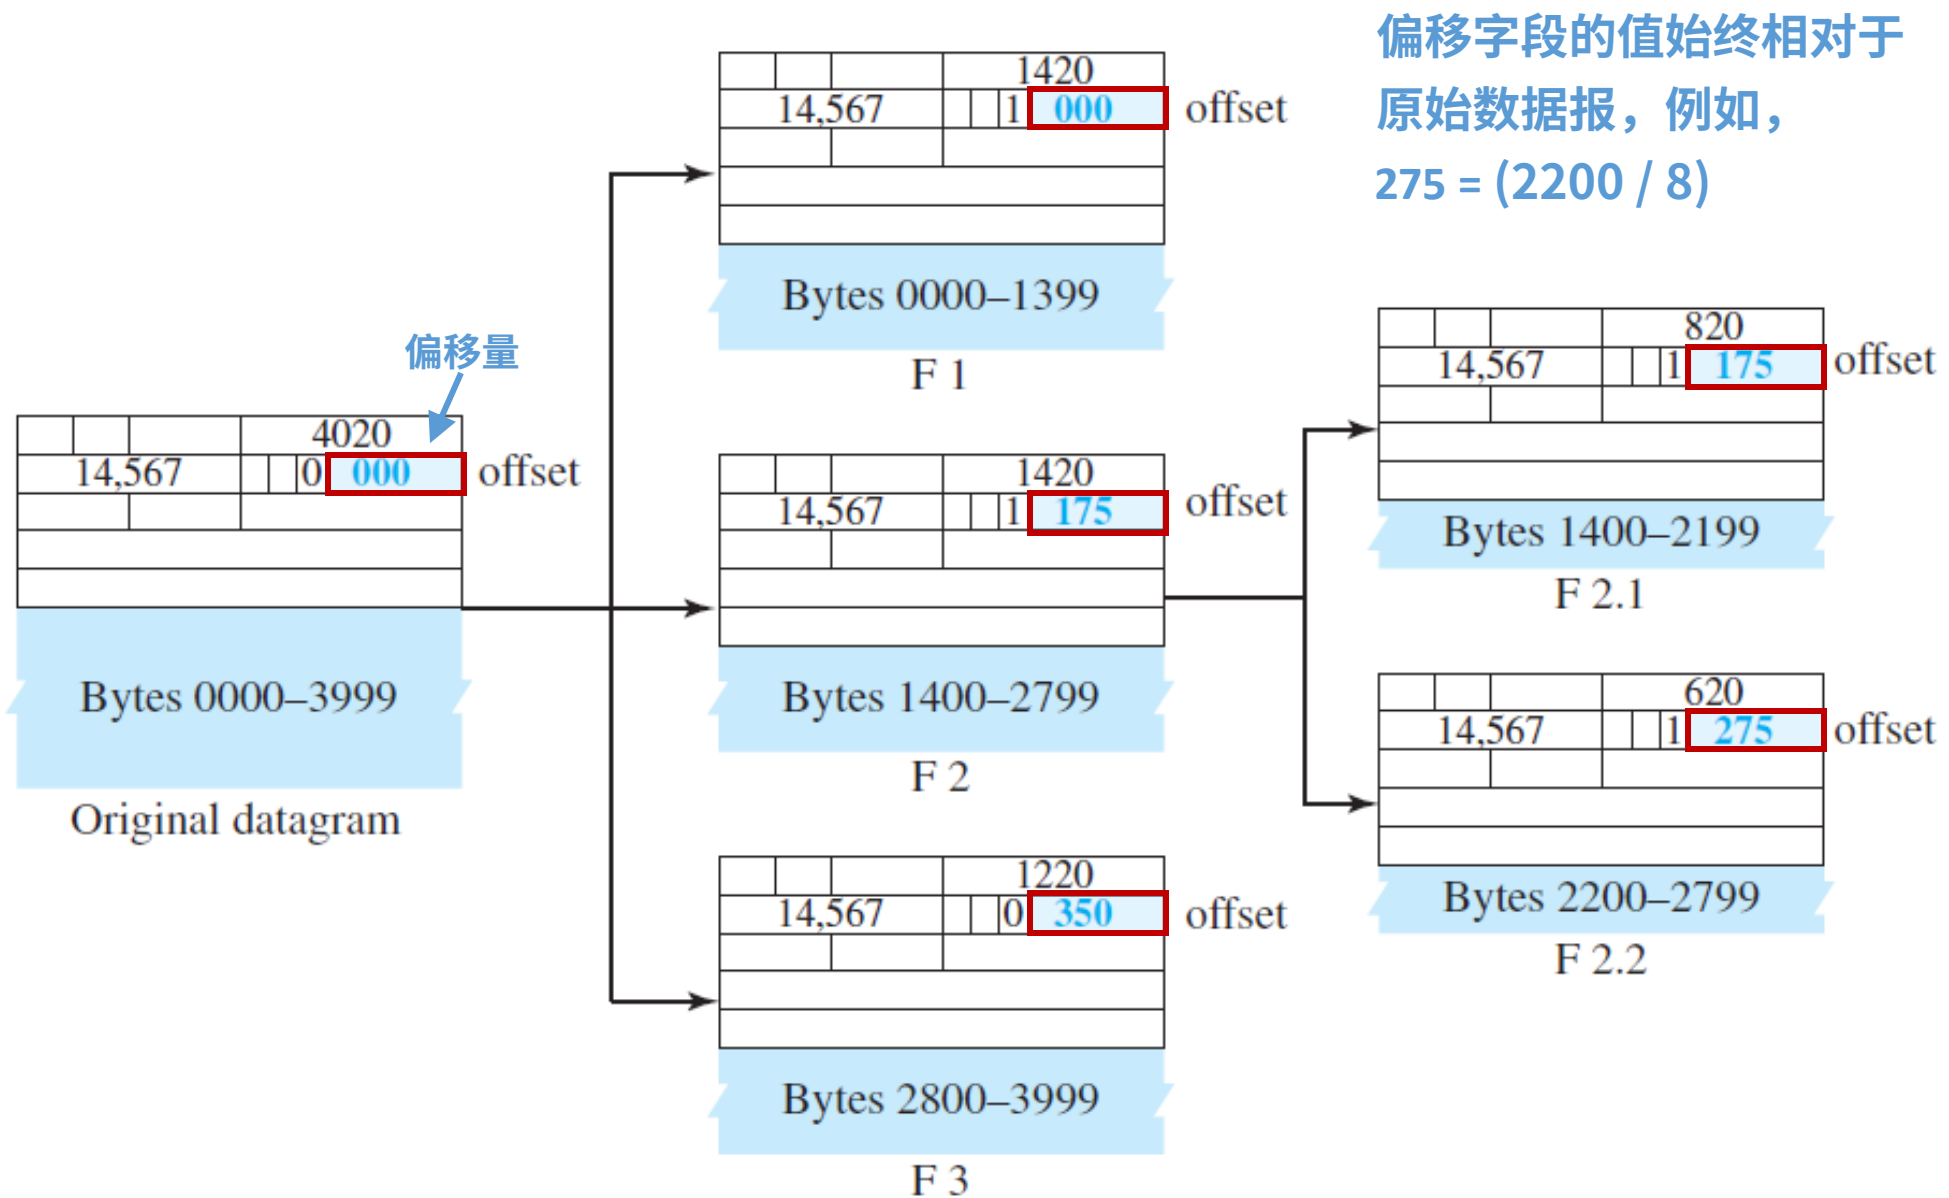 偏移字段的值始终相对于
原始数据报，例如，
275 = (2200 / 8)
偏移量
4020
14,567 0 000 offset
Bytes 0000–3999
Original datagram
1420
14,567 1 000 offset
Bytes 0000–1399
F 1
1420
14,567 1 175 offset
Bytes 1400–2799
F 2
1220
14,567 0 350 offset
Bytes 2800–3999
F 3
820
14,567 1 175 offset
Bytes 1400–2199
F 2.1
620
14,567 1 275 offset
Bytes 2200–2799
F 2.2